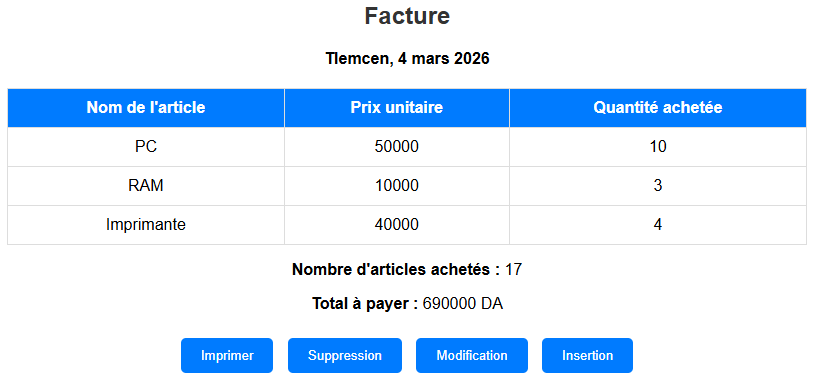 Facture
Tlemcen, 4 mars 2026
Nom de l'article Prix unitaire Quantité achetée
PC 50000 10
RAM 10000 3
Imprimante 40000 4
Nombre d'articles achetés : 17
Total à payer : 690000 DA
Imprimer Suppression Modification Insertion